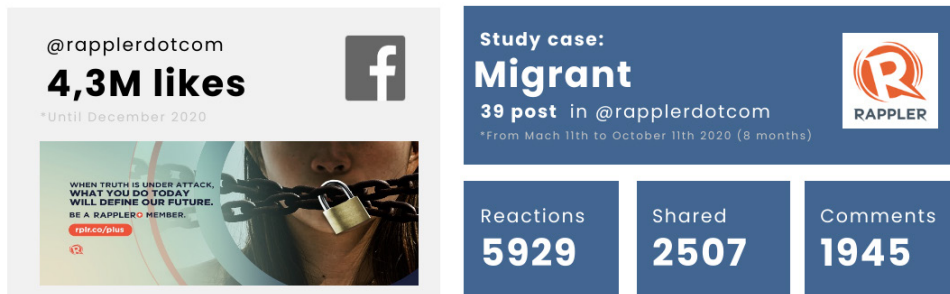 @rapplerdotcom
4,3M likes
*Until December 2020
WHEN TRUTH IS UNDER ATTACK,
WHAT YOU DO TODAY
WILL DEFINE OUR FUTURE.
BE A RAPPLER+ MEMBER.
rplr.co/plus
Study case:
Migrant
39 post in @rapplerdotcom
*From Mach 11th to October 11th 2020 (8 months)
RAPPLER
Reactions
5929
Shared
2507
Comments
1945